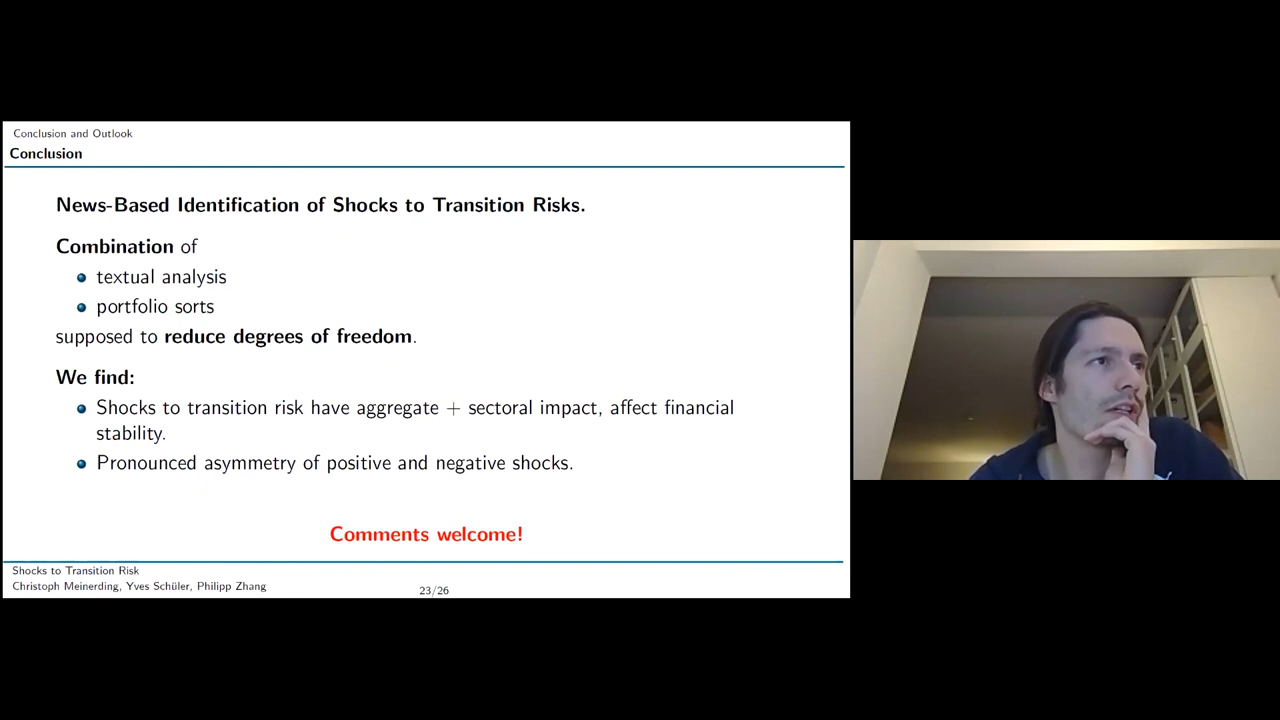 Conclusion and Outlook
Conclusion
News-Based Identification of Shocks to Transition Risks.
Combination of
textual analysis
portfolio sorts
supposed to reduce degrees of freedom.
We find:
Shocks to transition risk have aggregate + sectoral impact, affect financial
stability.
Pronounced asymmetry of positive and negative shocks.
Comments welcome!
Shocks to Transition Risk
Christoph Meinerding, Yves Schüler, Philipp Zhang
23/26